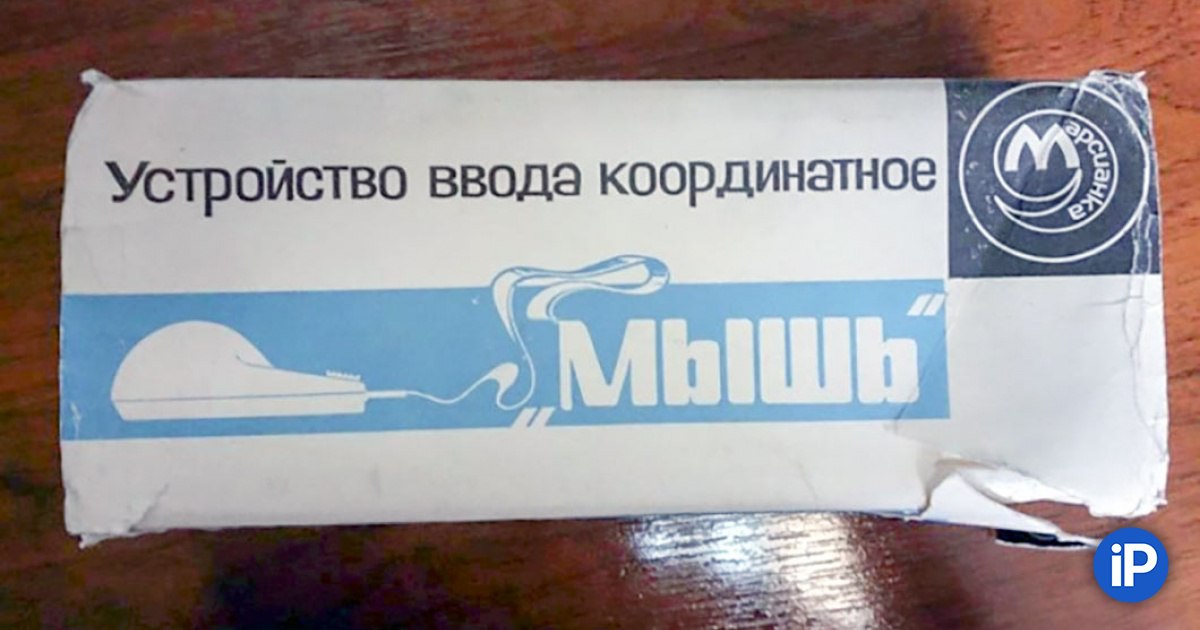 Устройство ввода координатное
Марсианка
„Мышь”
iP